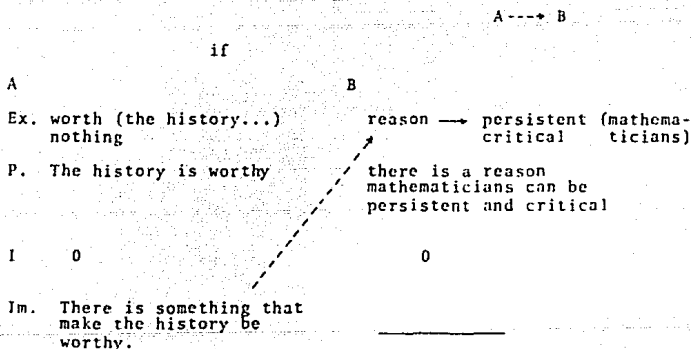 A ---→ B
if
A B
Ex. worth (the history...) reason → persistent (mathema-
nothing critical ticians)
P. The history is worthy there is a reason
mathematicians can be
persistent and critical
I 0 0
Im. There is something that
make the history be
worthy.